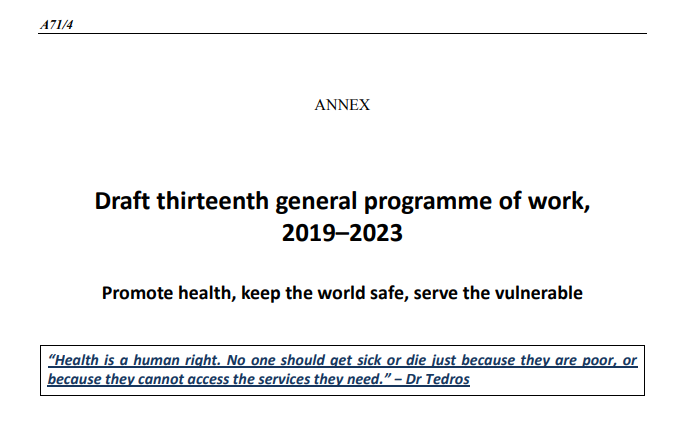 A71/4
ANNEX
Draft thirteenth general programme of work,
2019–2023
Promote health, keep the world safe, serve the vulnerable
“Health is a human right. No one should get sick or die just because they are poor, or
because they cannot access the services they need.” – Dr Tedros